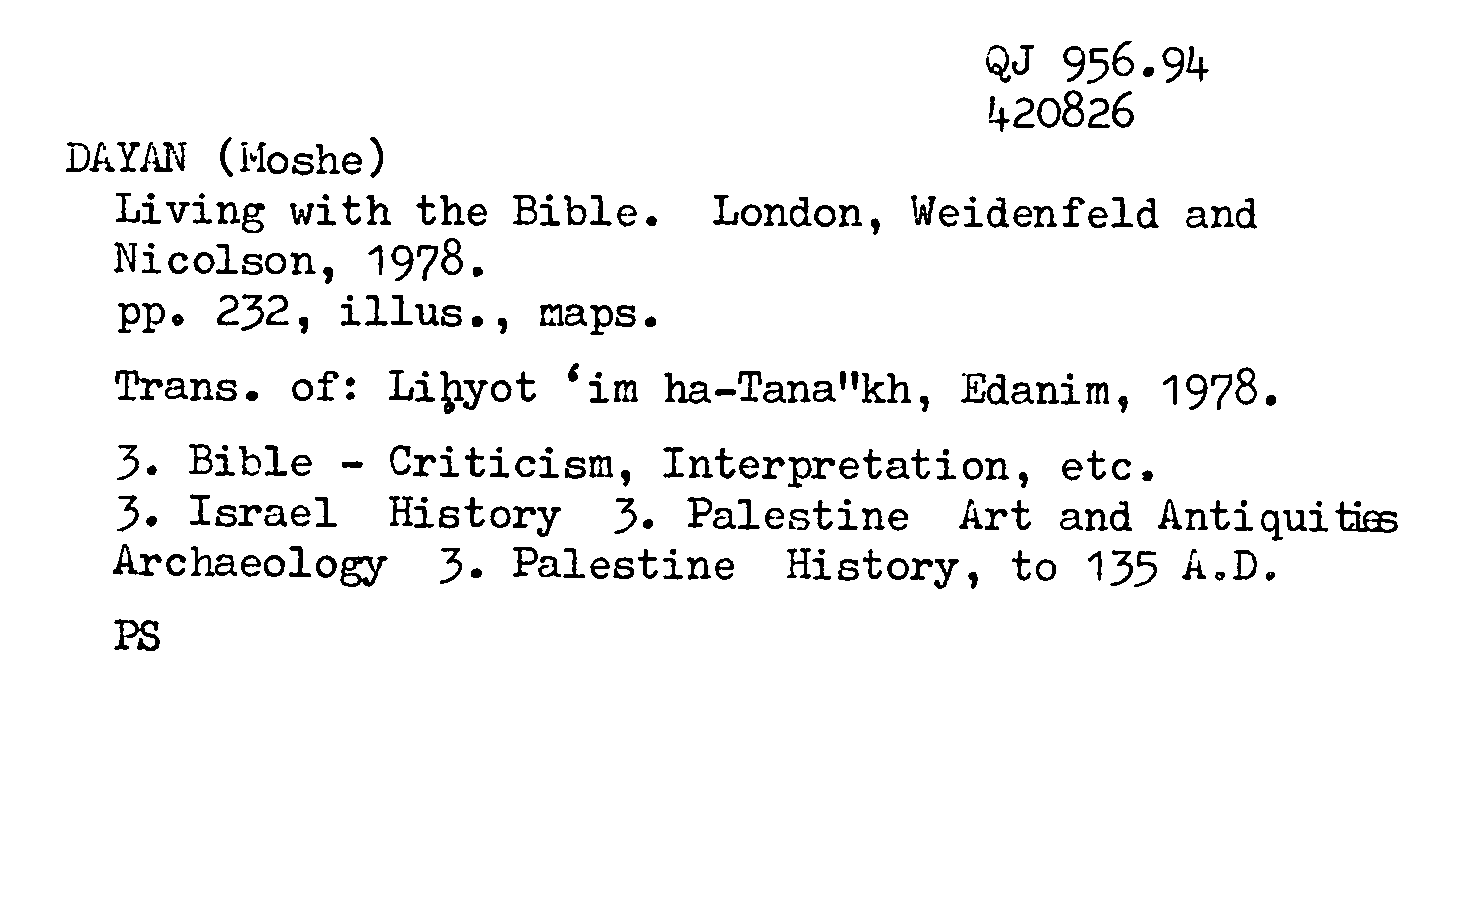 QJ 956.94
420826
DAYAN (Moshe)
Living with the Bible. London, Weidenfeld and
Nicolson, 1978.
pp. 232, illus., maps.
Trans. of: Liḥyot ʻim ha-Tana"kh, Edanim, 1978.
3. Bible - Criticism, Interpretation, etc.
3. Israel History 3. Palestine Art and Antiquities
Archaeology 3. Palestine History, to 135 A.D.
PS